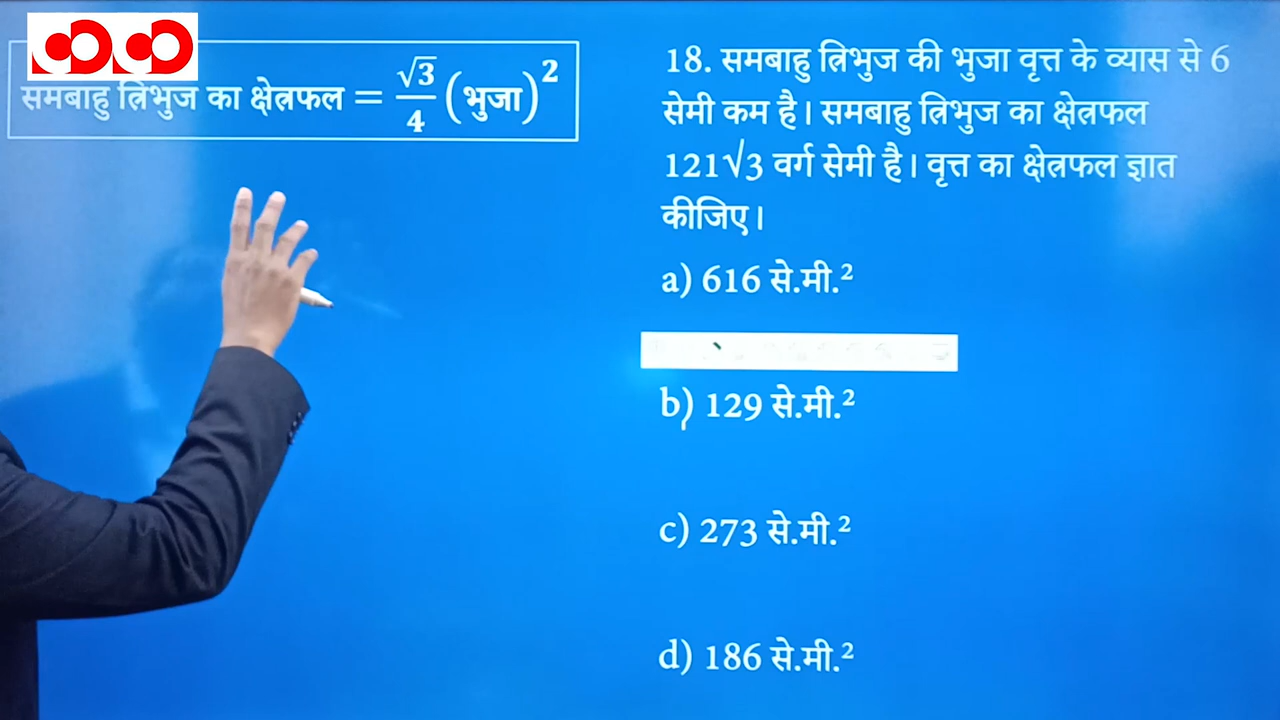 समबाहु त्रिभुज का क्षेत्रफल = √3/4 (भुजा)²
18. समबाहु त्रिभुज की भुजा वृत्त के व्यास से 6
सेमी कम है। समबाहु त्रिभुज का क्षेत्रफल
121√3 वर्ग सेमी है। वृत्त का क्षेत्रफल ज्ञात
कीजिए।
a) 616 से.मी.²
b) 129 से.मी.²
c) 273 से.मी.²
d) 186 से.मी.²